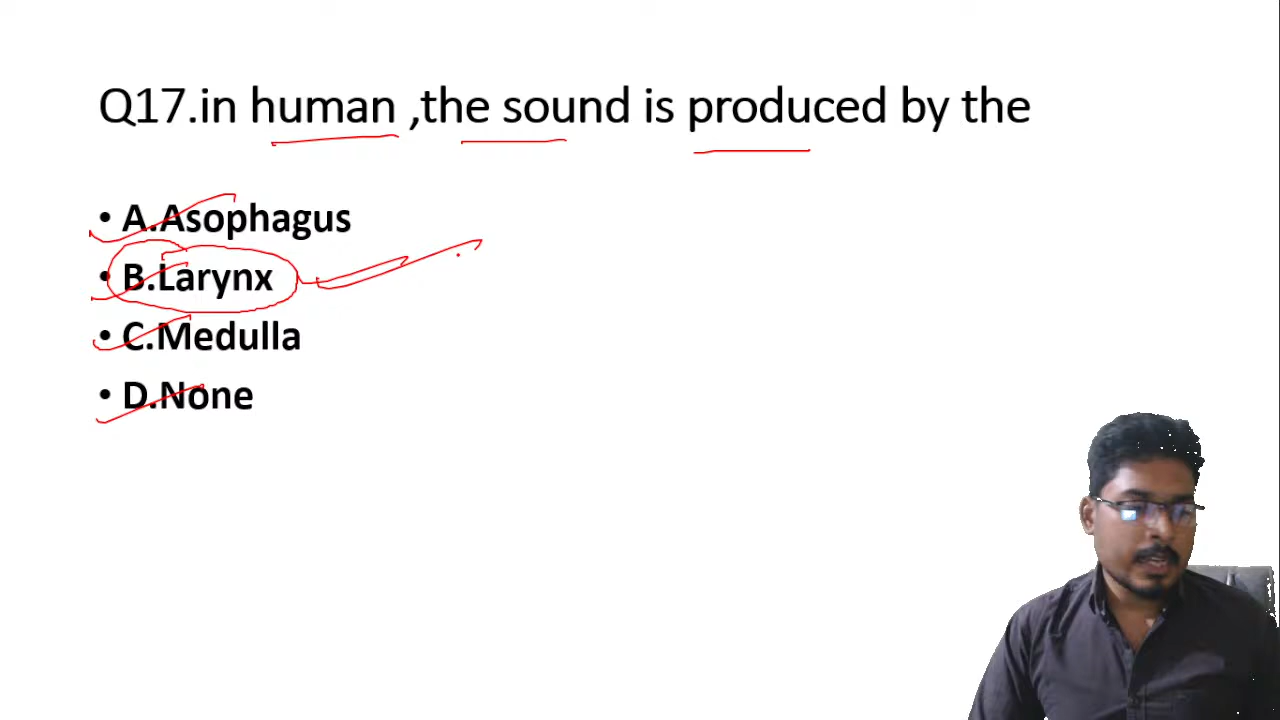 Q17.in human ,the sound is produced by the
• A.Asophagus
• B.Larynx
• C.Medulla
• D.None